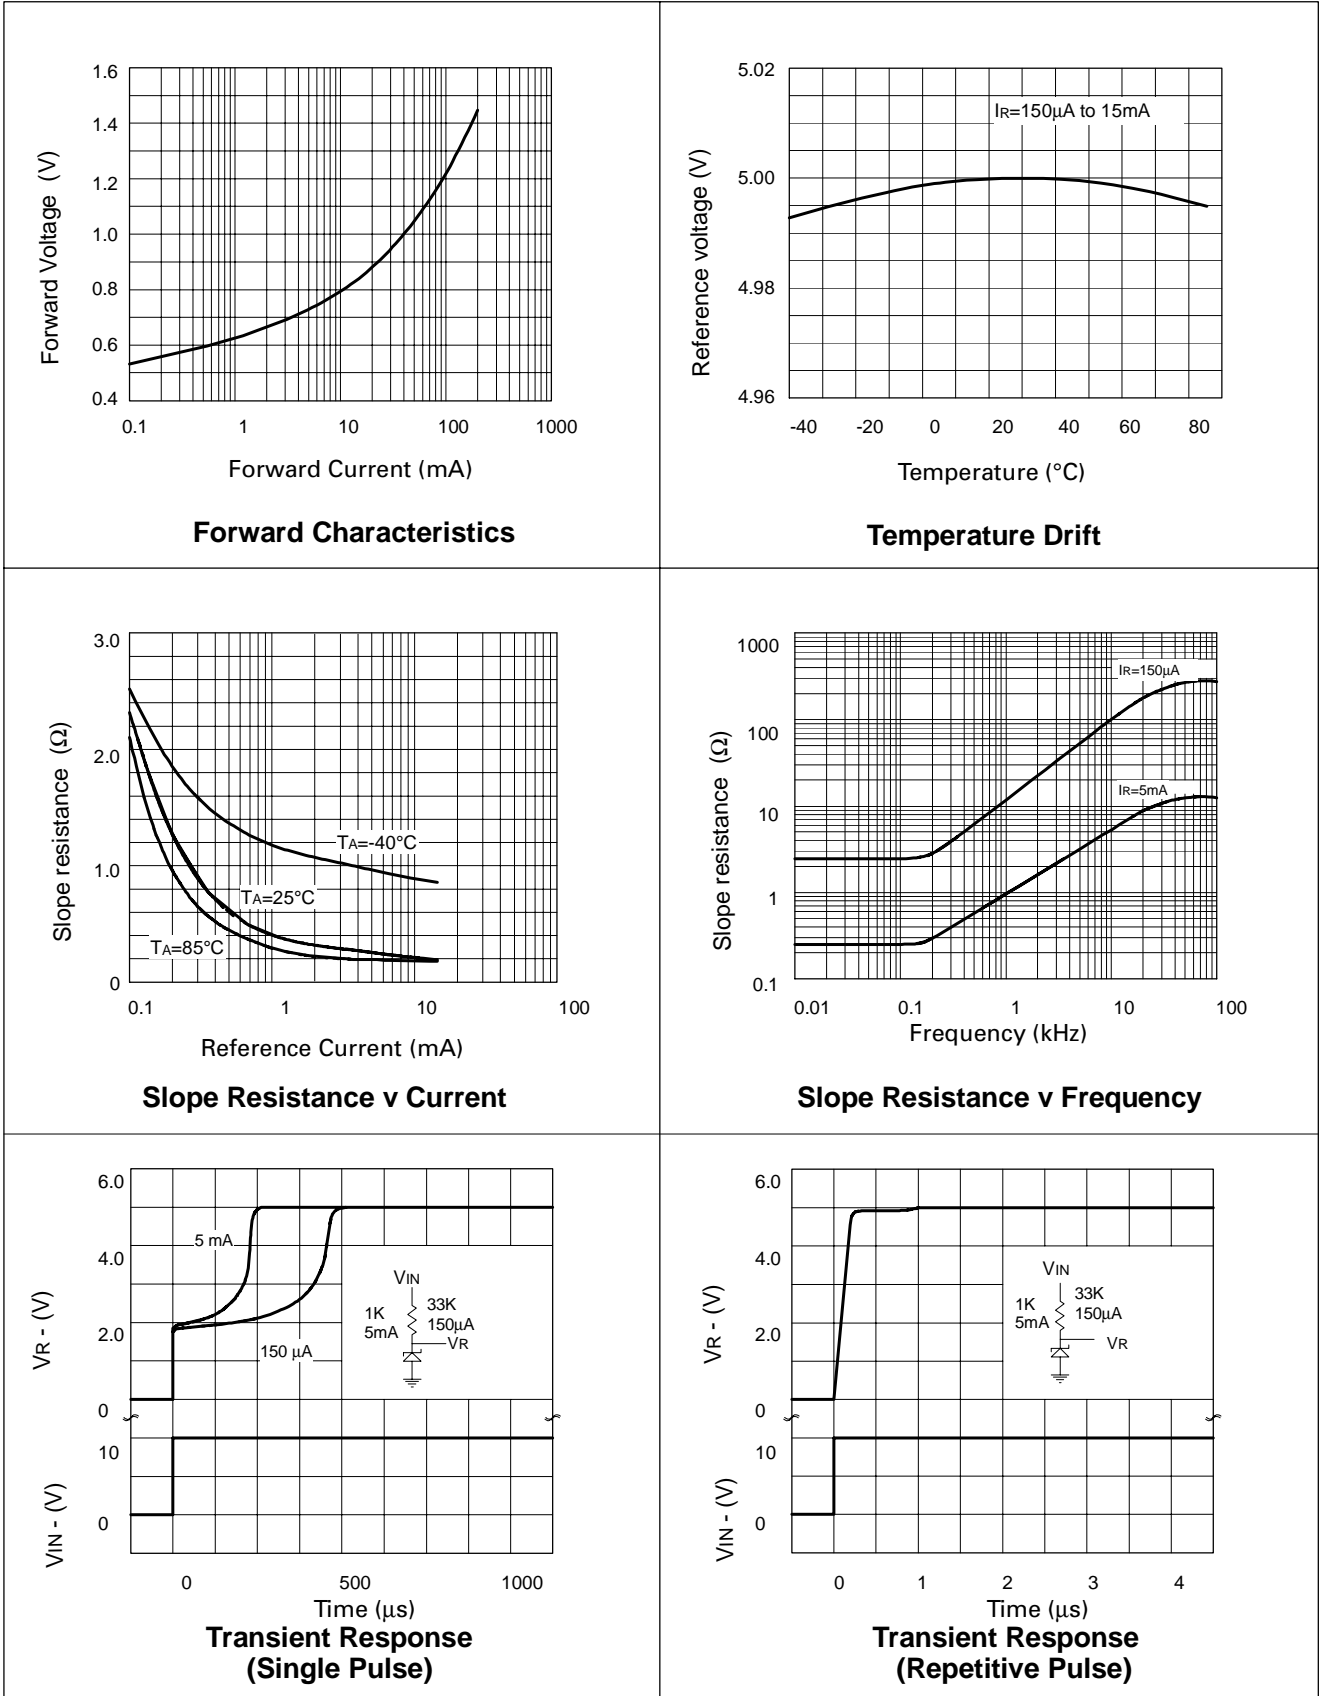 1.6
1.4
1.2
1.0
0.8
0.6
0.4
Forward Voltage (V)
0.1 1 10 100 1000
Forward Current (mA)
Forward Characteristics
5.02
5.00
4.98
4.96
Reference voltage (V)
IR=150µA to 15mA
-40 -20 0 20 40 60 80
Temperature (°C)
Temperature Drift
3.0
2.0
1.0
0
Slope resistance (Ω)
TA=-40°C
TA=25°C
TA=85°C
0.1 1 10 100
Reference Current (mA)
Slope Resistance v Current
1000
100
10
1
0.1
Slope resistance (Ω)
IR=150µA
IR=5mA
0.01 0.1 1 10 100
Frequency (kHz)
Slope Resistance v Frequency
6.0
4.0
2.0
0
VR - (V)
5 mA
150 µA
VIN
1K
5mA
33K
150µA
VR
10
0
VIN - (V)
0 500 1000
Time (µs)
Transient Response
(Single Pulse)
6.0
4.0
2.0
0
VR - (V)
VIN
1K
5mA
33K
150µA
VR
10
0
VIN - (V)
0 1 2 3 4
Time (µs)
Transient Response
(Repetitive Pulse)